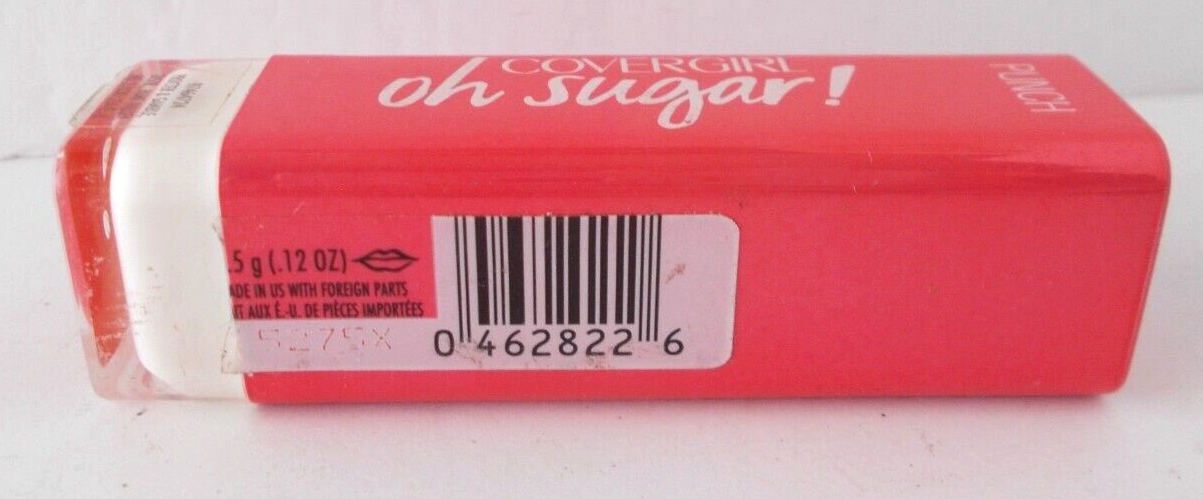 COVERGIRL
oh sugar!
PUNCH
.5 g (.12 OZ)
ADE IN US WITH FOREIGN PARTS
IT AUX É.-U. DE PIÈCES IMPORTÉES
5275X
0 462822 6